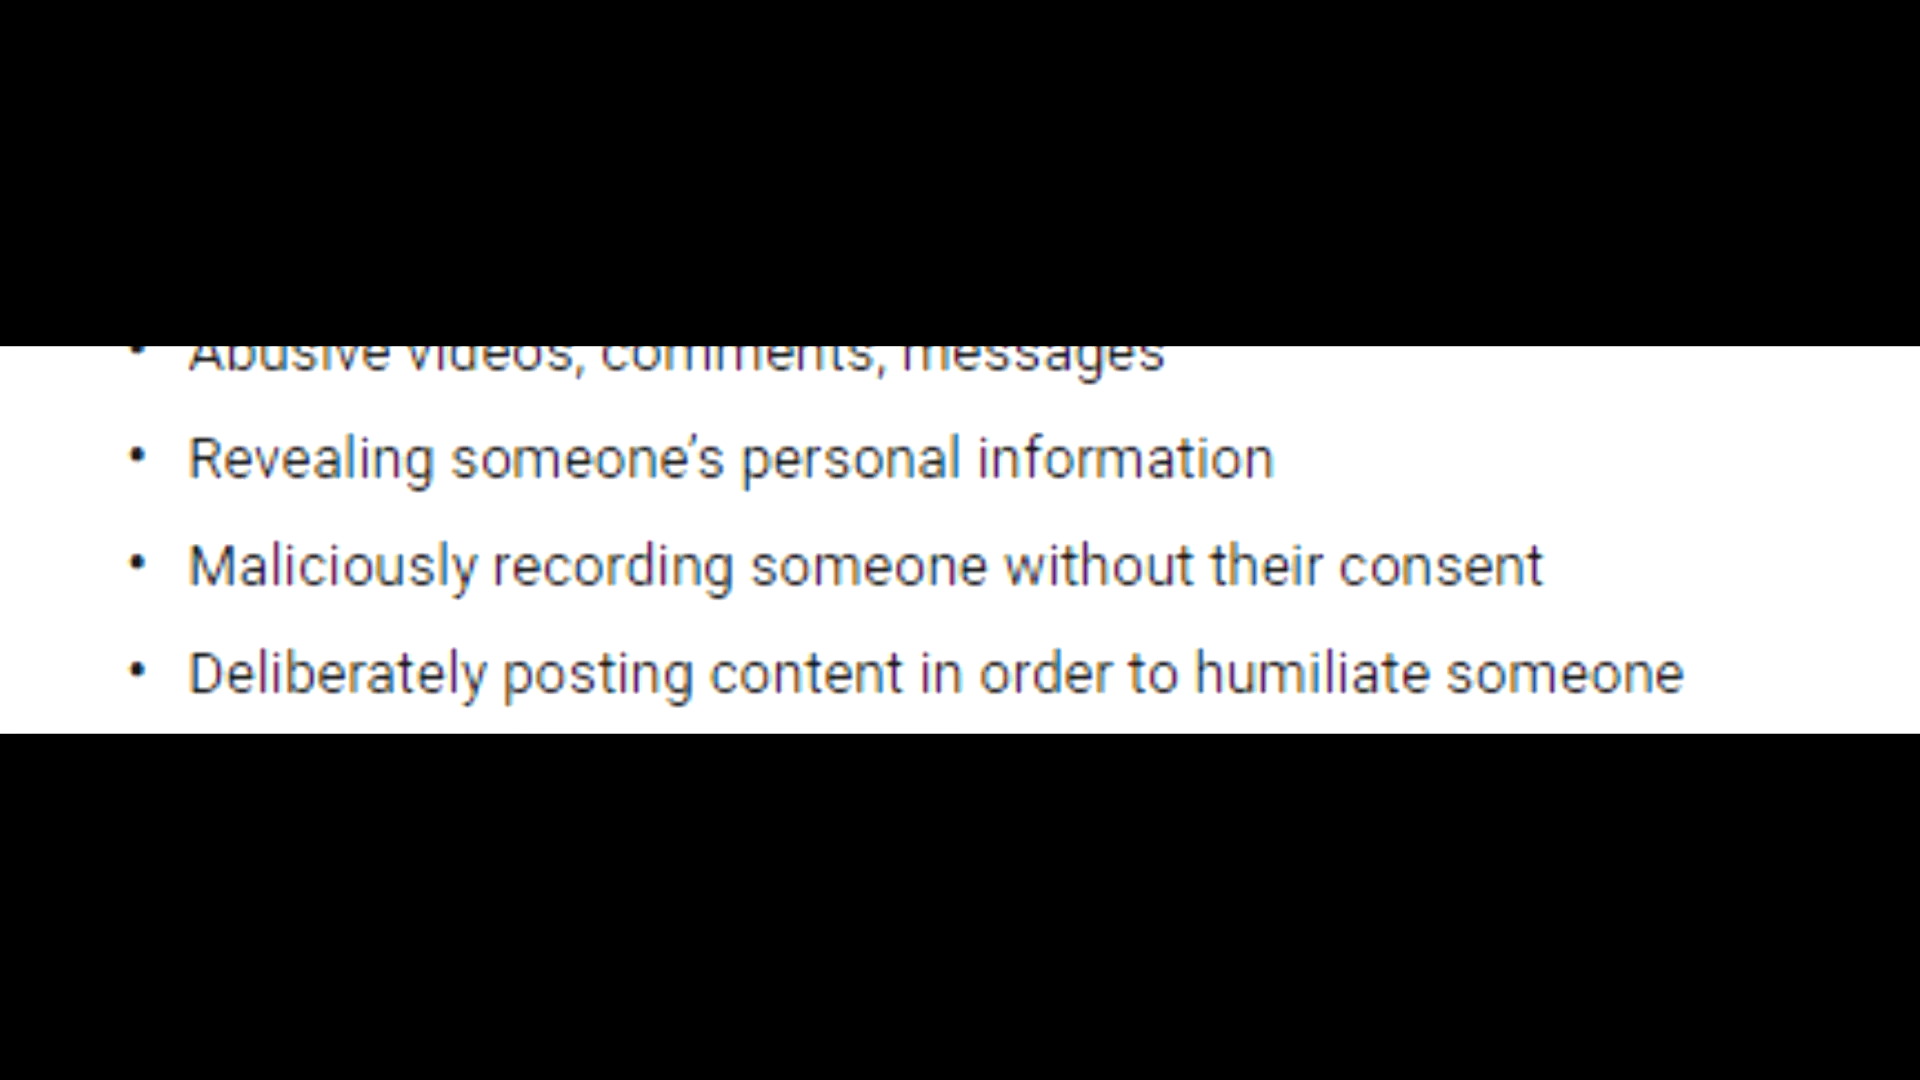 • Abusive videos, comments, messages
• Revealing someone’s personal information
• Maliciously recording someone without their consent
• Deliberately posting content in order to humiliate someone